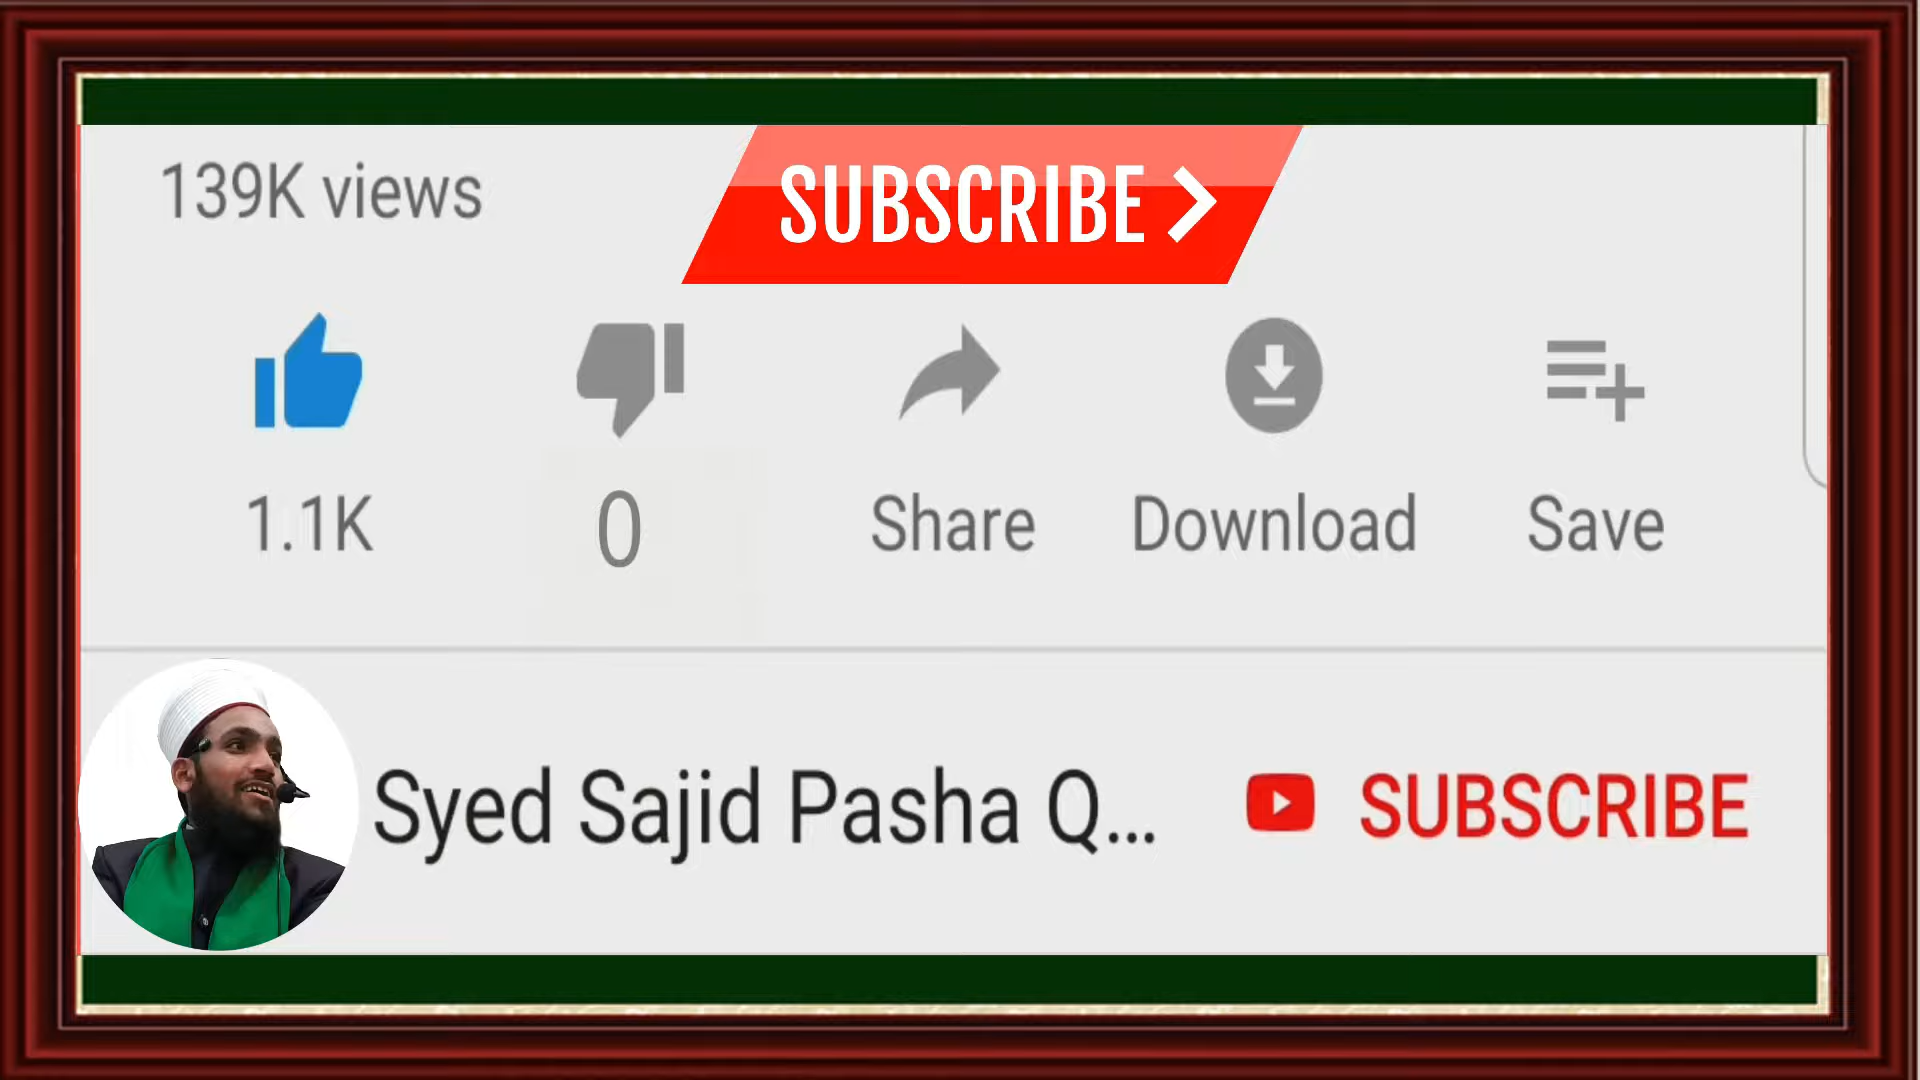 139K views
SUBSCRIBE
1.1K
0
Share
Download
Save
Syed Sajid Pasha Q...
SUBSCRIBE